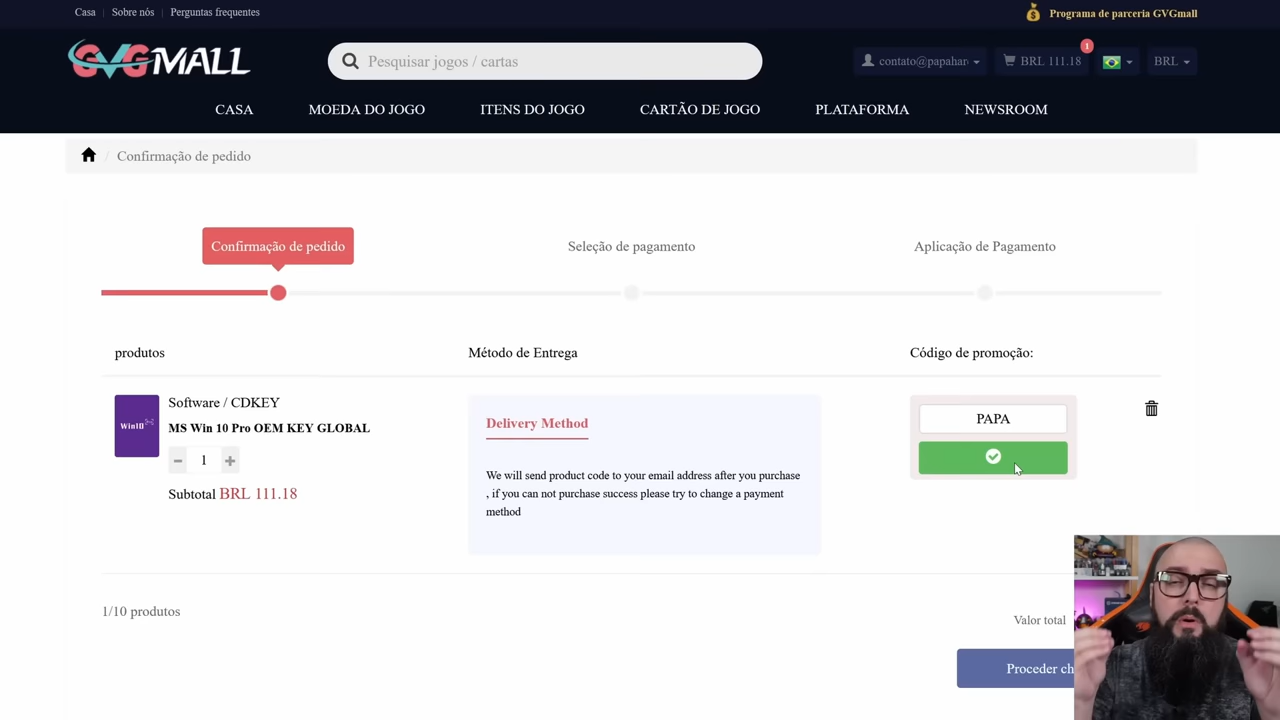 Casa
Sobre nós
Perguntas frequentes
Programa de parceria GVGmall
GVGMALL
Pesquisar jogos / cartas
contato@papahar
1
BRL 111.18
BRL
CASA
MOEDA DO JOGO
ITENS DO JOGO
CARTÃO DE JOGO
PLATAFORMA
NEWSROOM
/ Confirmação de pedido
Confirmação de pedido
Seleção de pagamento
Aplicação de Pagamento
produtos
Método de Entrega
Código de promoção:
Win10
Software / CDKEY
MS Win 10 Pro OEM KEY GLOBAL
− 1 +
Subtotal BRL 111.18
Delivery Method
We will send product code to your email address after you purchase
, if you can not purchase success please try to change a payment
method
PAPA
1/10 produtos
Valor total
Proceder ch